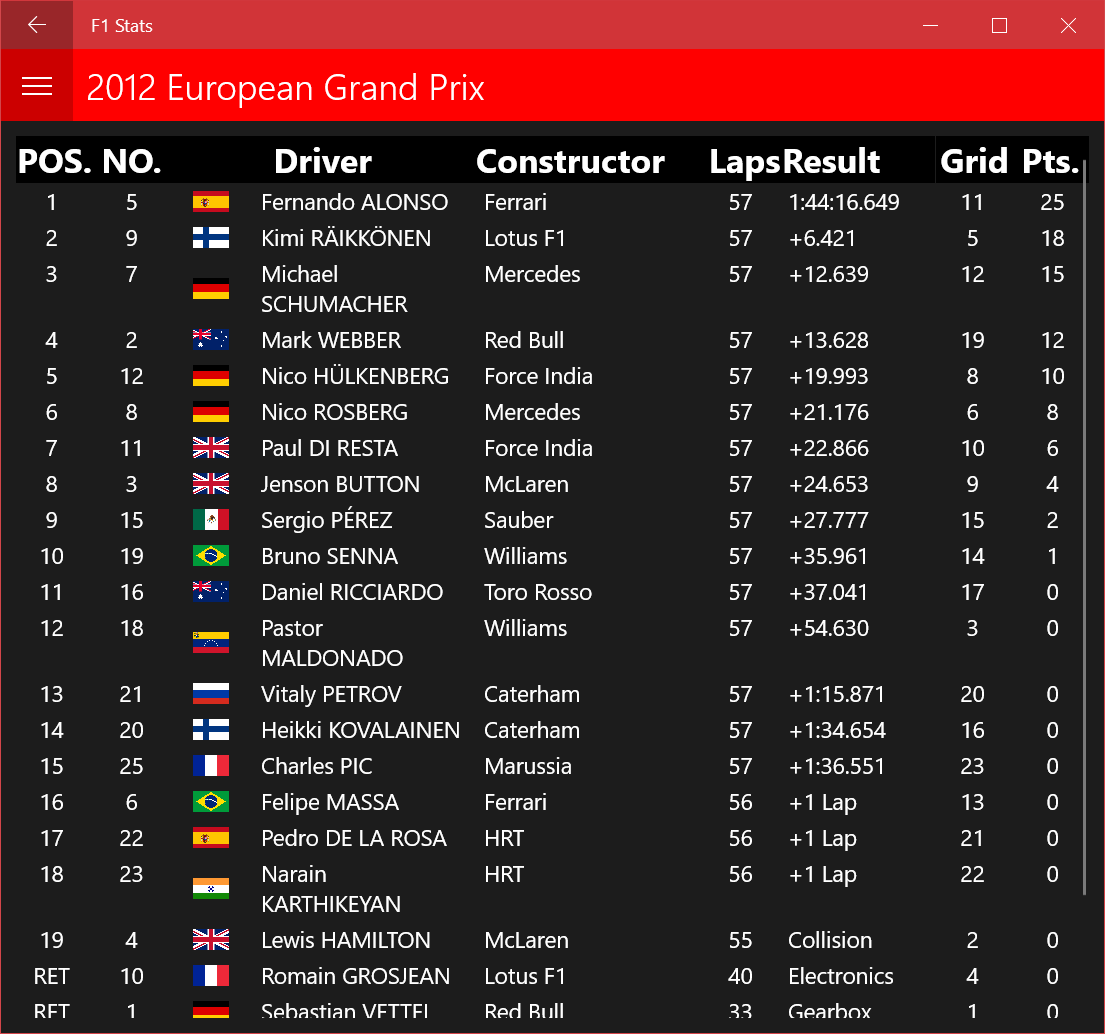 F1 Stats
2012 European Grand Prix
POS. NO. Driver Constructor Laps Result Grid Pts.
1 5 Fernando ALONSO Ferrari 57 1:44:16.649 11 25
2 9 Kimi RÄIKKÖNEN Lotus F1 57 +6.421 5 18
3 7 Michael Mercedes 57 +12.639 12 15
SCHUMACHER
4 2 Mark WEBBER Red Bull 57 +13.628 19 12
5 12 Nico HÜLKENBERG Force India 57 +19.993 8 10
6 8 Nico ROSBERG Mercedes 57 +21.176 6 8
7 11 Paul DI RESTA Force India 57 +22.866 10 6
8 3 Jenson BUTTON McLaren 57 +24.653 9 4
9 15 Sergio PÉREZ Sauber 57 +27.777 15 2
10 19 Bruno SENNA Williams 57 +35.961 14 1
11 16 Daniel RICCIARDO Toro Rosso 57 +37.041 17 0
12 18 Pastor Williams 57 +54.630 3 0
MALDONADO
13 21 Vitaly PETROV Caterham 57 +1:15.871 20 0
14 20 Heikki KOVALAINEN Caterham 57 +1:34.654 16 0
15 25 Charles PIC Marussia 57 +1:36.551 23 0
16 6 Felipe MASSA Ferrari 56 +1 Lap 13 0
17 22 Pedro DE LA ROSA HRT 56 +1 Lap 21 0
18 23 Narain HRT 56 +1 Lap 22 0
KARTHIKEYAN
19 4 Lewis HAMILTON McLaren 55 Collision 2 0
RET 10 Romain GROSJEAN Lotus F1 40 Electronics 4 0
RET 1 Sebastian VETTEL Red Bull 33 Gearbox 1 0